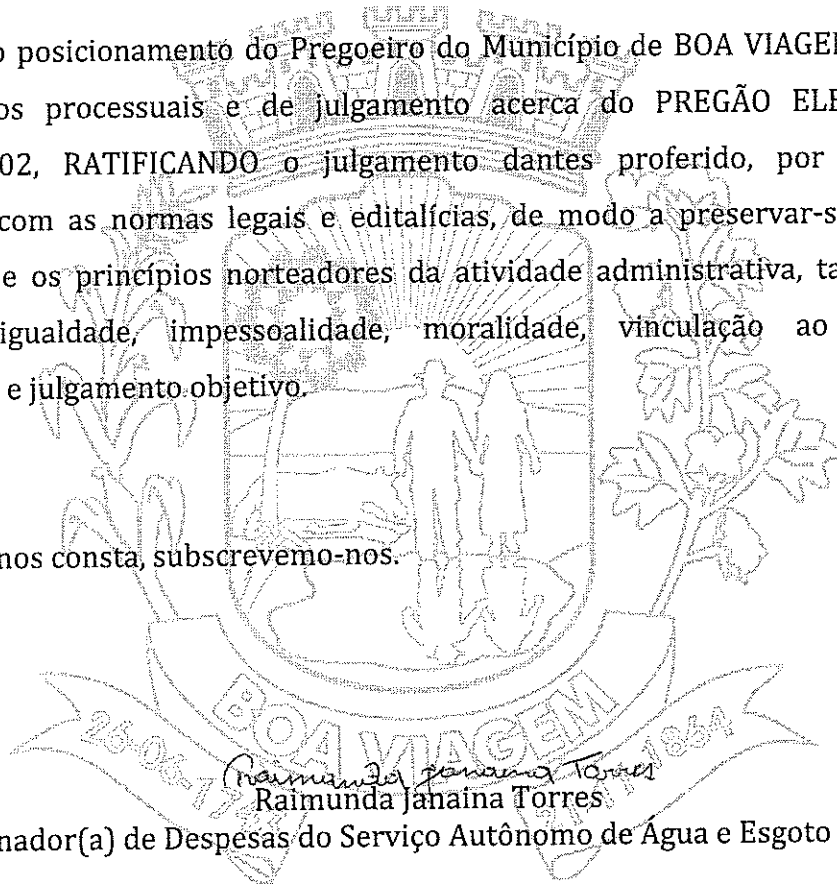 o posicionamento do Pregoeiro do Município de BOA VIAGE
os processuais e de julgamento acerca do PREGÃO ELE
02, RATIFICANDO o julgamento dantes proferido, por
com as normas legais e editalícias, de modo a preservar-s
e os princípios norteadores da atividade administrativa, ta
igualdade, impessoalidade, moralidade, vinculação ao
e julgamento objetivo.
nos consta, subscrevemo-nos.
BOA VIAGEM
1864
Raimunda Janaina Torres
Raimunda Janaina Torres
nador(a) de Despesas do Serviço Autônomo de Água e Esgoto